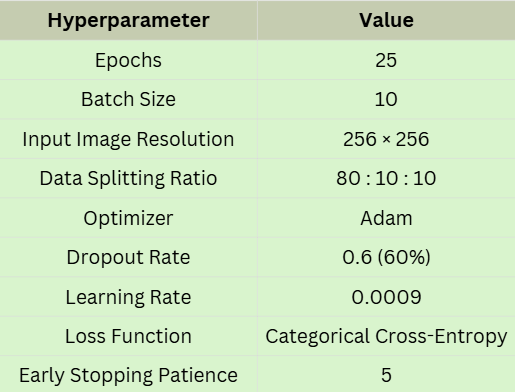 Hyperparameter Value
Epochs 25
Batch Size 10
Input Image Resolution 256 × 256
Data Splitting Ratio 80 : 10 : 10
Optimizer Adam
Dropout Rate 0.6 (60%)
Learning Rate 0.0009
Loss Function Categorical Cross-Entropy
Early Stopping Patience 5